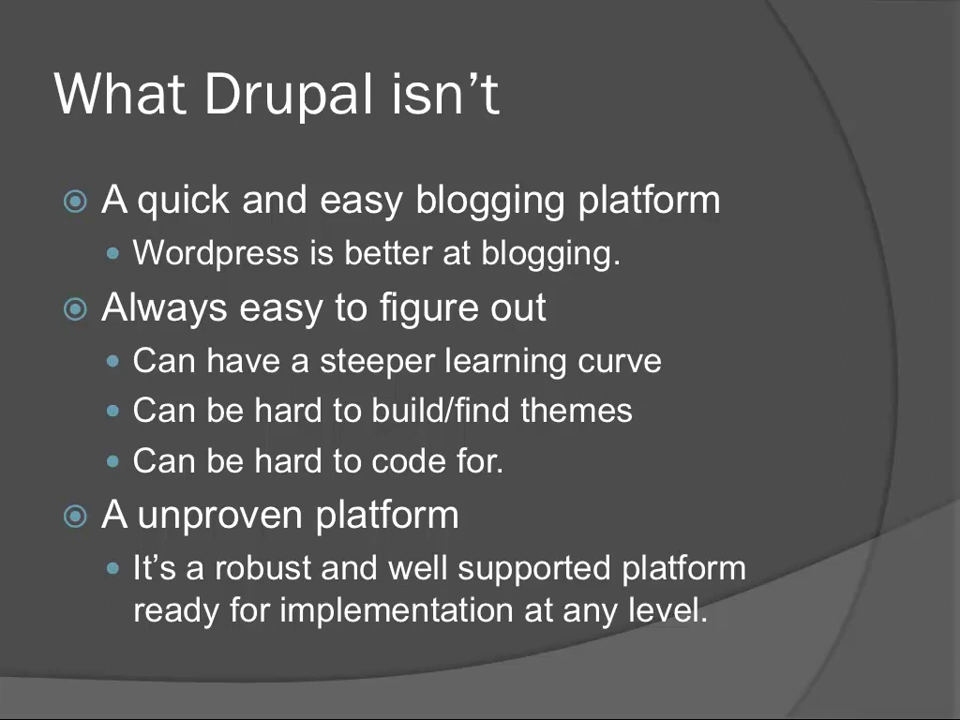 What Drupal isn’t
A quick and easy blogging platform
Wordpress is better at blogging.
Always easy to figure out
Can have a steeper learning curve
Can be hard to build/find themes
Can be hard to code for.
A unproven platform
It’s a robust and well supported platform
ready for implementation at any level.